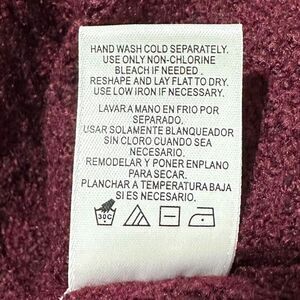 HAND WASH COLD SEPARATELY.
USE ONLY NON-CHLORINE
BLEACH IF NEEDED .
RESHAPE AND LAY FLAT TO DRY.
USE LOW IRON IF NECESSARY.
LAVAR A MANO EN FRIO POR
SEPARADO.
USAR SOLAMENTE BLANQUEADOR
SIN CLORO CUANDO SEA
NECESARIO.
REMODELAR Y PONER ENPLANO
PARA SECAR.
PLANCHAR A TEMPERATURA BAJA
SI ES NECESARIO.
30C